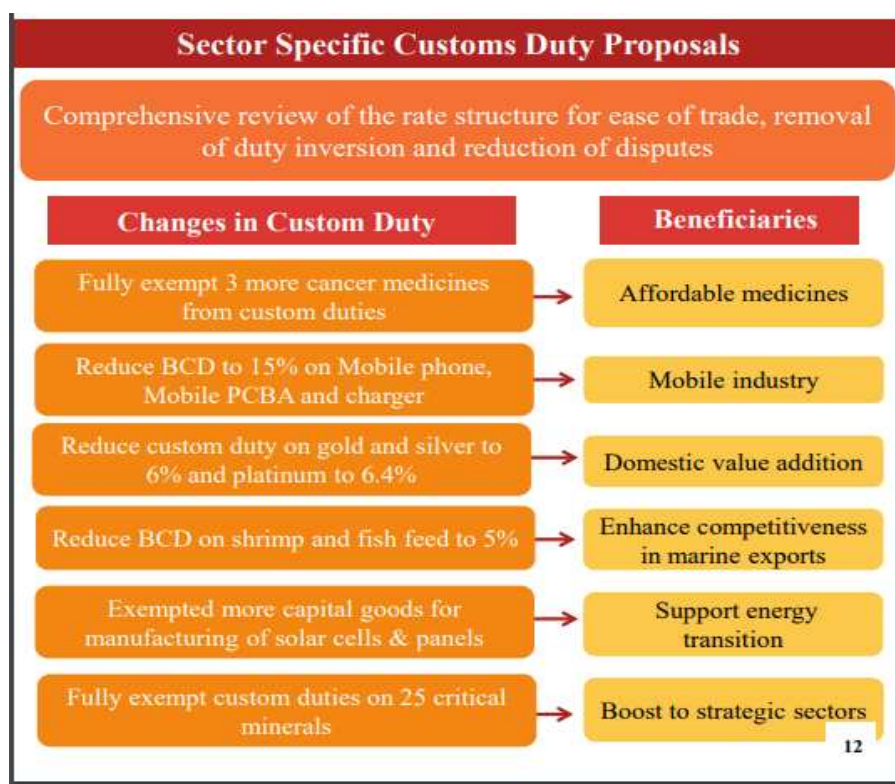 Sector Specific Customs Duty Proposals
Comprehensive review of the rate structure for ease of trade, removal
of duty inversion and reduction of disputes
Changes in Custom Duty
Beneficiaries
Fully exempt 3 more cancer medicines
from custom duties
Affordable medicines
Reduce BCD to 15% on Mobile phone,
Mobile PCBA and charger
Mobile industry
Reduce custom duty on gold and silver to
6% and platinum to 6.4%
Domestic value addition
Reduce BCD on shrimp and fish feed to 5%
Enhance competitiveness
in marine exports
Exempted more capital goods for
manufacturing of solar cells & panels
Support energy
transition
Fully exempt custom duties on 25 critical
minerals
Boost to strategic sectors
12